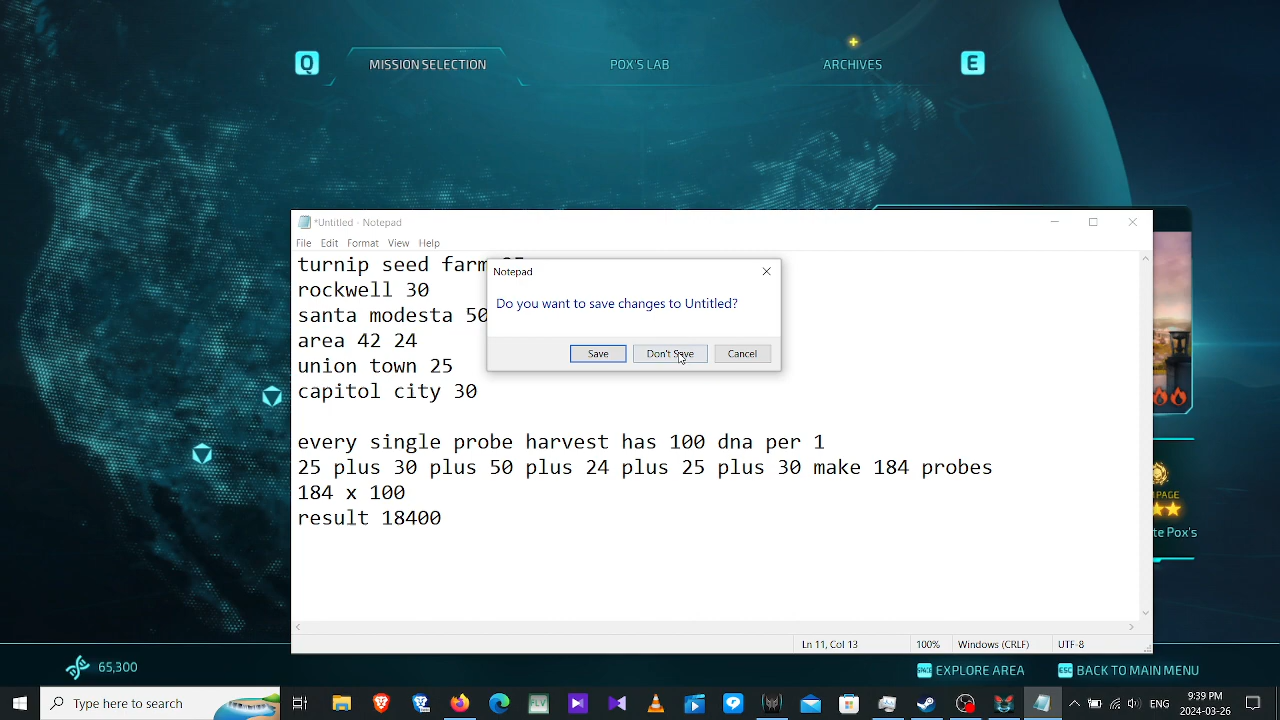 Q
MISSION SELECTION
POX'S LAB
ARCHIVES
E
*Untitled - Notepad
File Edit Format View Help
turnip seed farm
rockwell 30
santa modesta 50
area 42 24
union town 25
capitol city 30
every single probe harvest has 100 dna per 1
25 plus 30 plus 50 plus 24 plus 25 plus 30 make 184 probes
184 x 100
result 18400
Notepad
Do you want to save changes to Untitled?
Save Don't Save Cancel
te Pox's
Ln 11, Col 13 100% Windows (CRLF) UTF-8
65,300
EXPLORE AREA
ESC BACK TO MAIN MENU
Type here to search
FLV
ENG
9:39 PM
2024-03-26